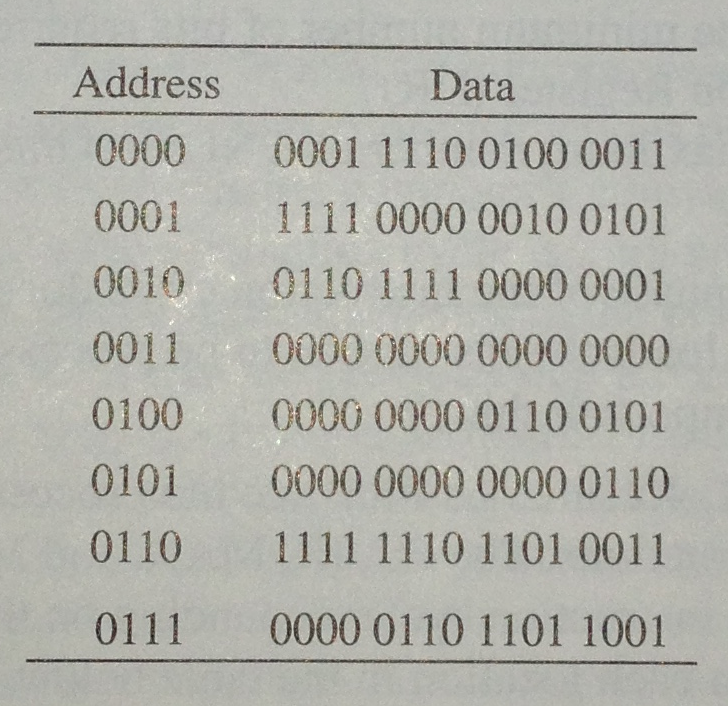 Address Data
0000 0001 1110 0100 0011
0001 1111 0000 0010 0101
0010 0110 1111 0000 0001
0011 0000 0000 0000 0000
0100 0000 0000 0110 0101
0101 0000 0000 0000 0110
0110 1111 1110 1101 0011
0111 0000 0110 1101 1001